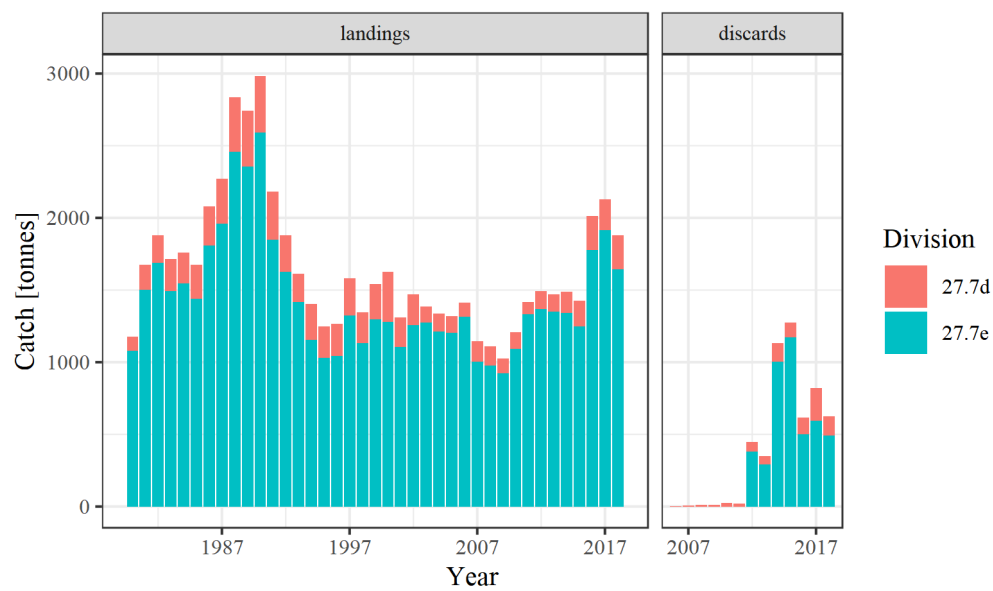 landings
discards
Catch [tonnes]
3000
2000
1000
0
1987
1997
2007
2017
2007
2017
Year
Division
27.7d
27.7e